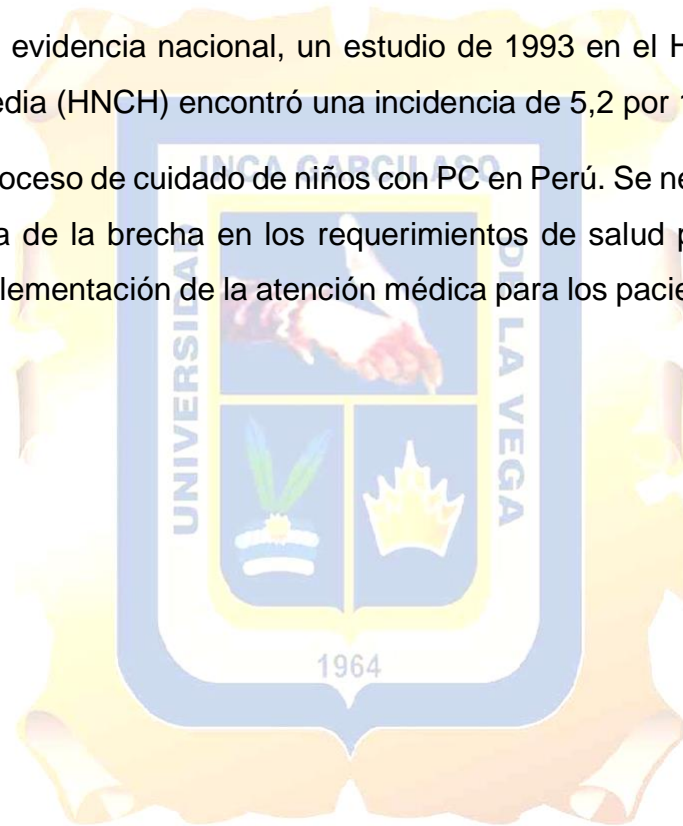 evidencia nacional, un estudio de 1993 en el H
edia (HNCH) encontró una incidencia de 5,2 por
oceso de cuidado de niños con PC en Perú. Se ne
INCA GARCILASO
a de la brecha en los requerimientos de salud p
lementación de la atención médica para los pacie
UNIVERSIDAD
DE LA VEGA
1964